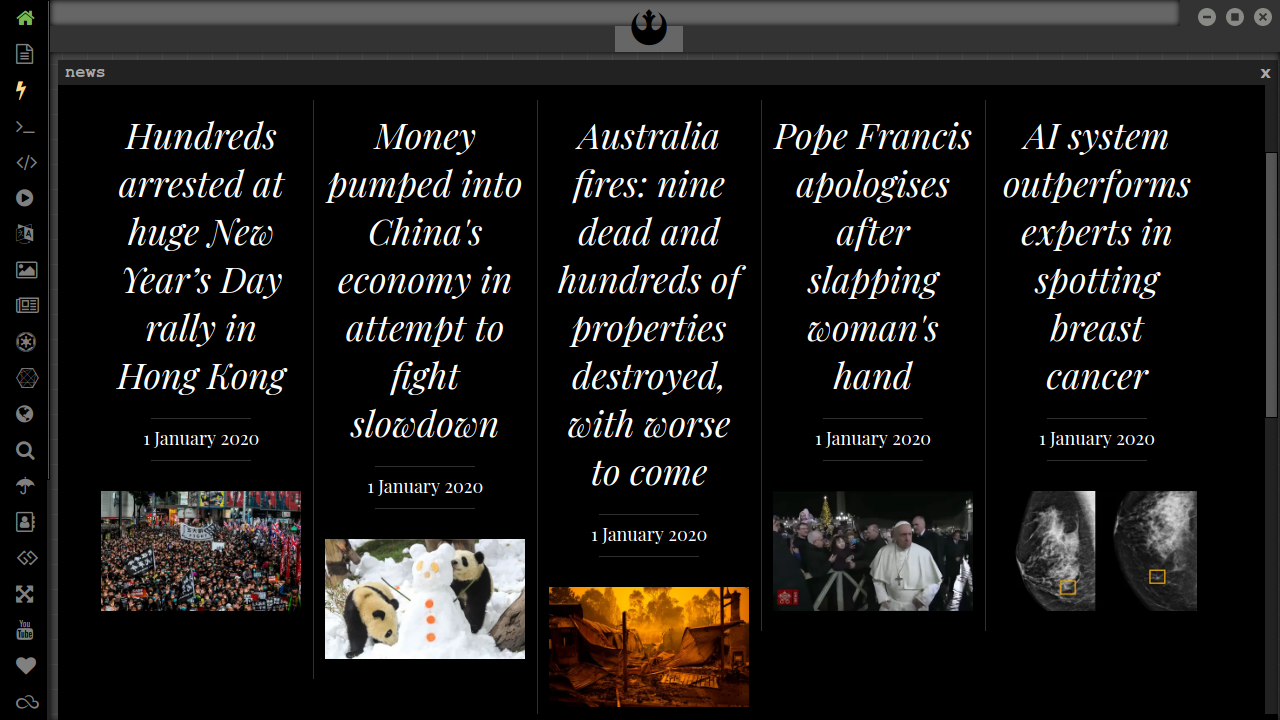 news
x
Hundreds
arrested at
huge New
Year’s Day
rally in
Hong Kong
1 January 2020
Money
pumped into
China's
economy in
attempt to
fight
slowdown
1 January 2020
Australia
fires: nine
dead and
hundreds of
properties
destroyed,
with worse
to come
1 January 2020
Pope Francis
apologises
after
slapping
woman's
hand
1 January 2020
AI system
outperforms
experts in
spotting
breast
cancer
1 January 2020
You
Tube